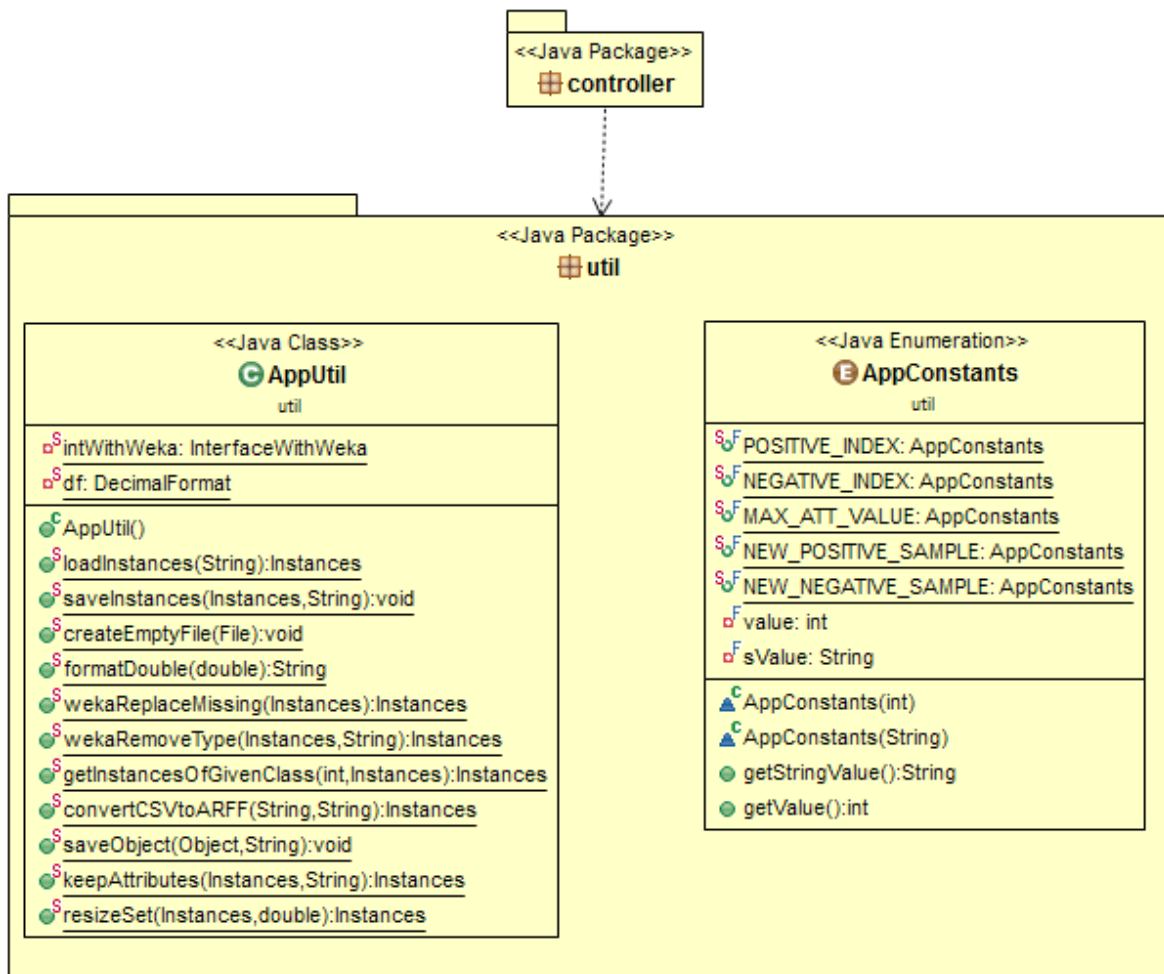 <<Java Package>>
controller
<<Java Package>>
util
<<Java Class>>
C AppUtil
util
S intWithWeka: InterfaceWithWeka
S df: DecimalFormat
C AppUtil()
S loadInstances(String):Instances
S saveInstances(Instances,String):void
S createEmptyFile(File):void
S formatDouble(double):String
S wekaReplaceMissing(Instances):Instances
S wekaRemoveType(Instances,String):Instances
S getInstancesOfGivenClass(int,Instances):Instances
S convertCSVtoARFF(String,String):Instances
S saveObject(Object,String):void
S keepAttributes(Instances,String):Instances
S resizeSet(Instances,double):Instances
<<Java Enumeration>>
E AppConstants
util
S F POSITIVE_INDEX: AppConstants
S F NEGATIVE_INDEX: AppConstants
S F MAX_ATT_VALUE: AppConstants
S F NEW_POSITIVE_SAMPLE: AppConstants
S F NEW_NEGATIVE_SAMPLE: AppConstants
F value: int
F sValue: String
C AppConstants(int)
C AppConstants(String)
getStringValue():String
getValue():int